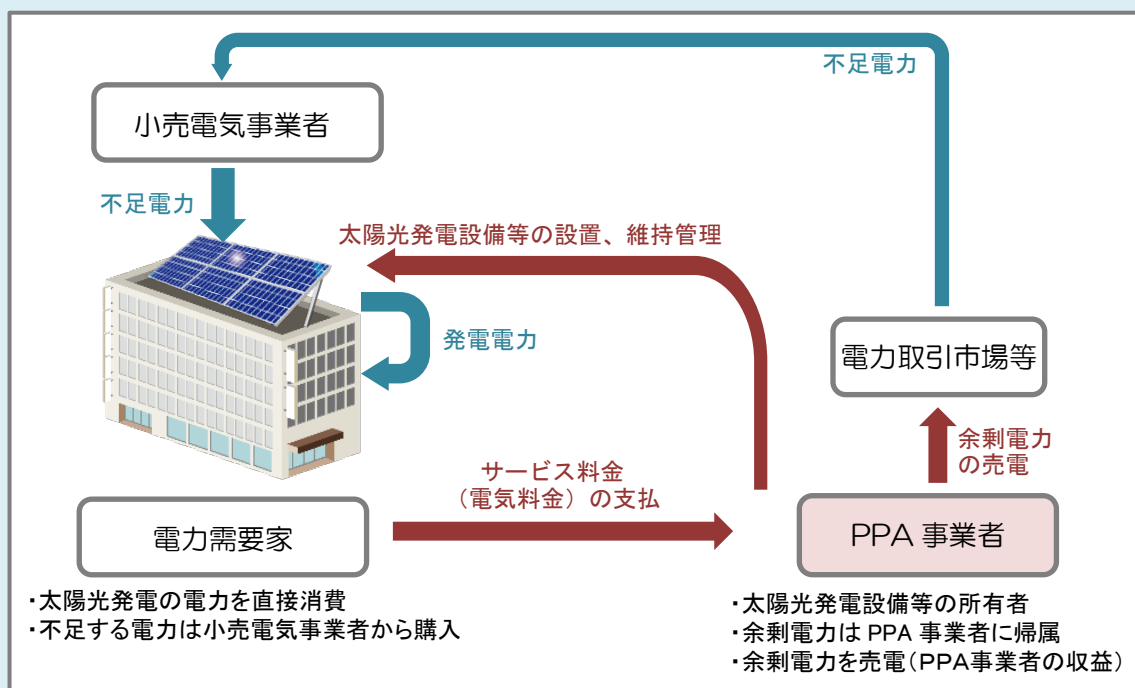 不足電力
小売電気事業者
不足電力
太陽光発電設備等の設置、維持管理
発電電力
電力取引市場等
余剰電力
の売電
サービス料金
(電気料金)の支払
電力需要家
PPA 事業者
・太陽光発電の電力を直接消費
・不足する電力は小売電気事業者から購入
・太陽光発電設備等の所有者
・余剰電力は PPA 事業者に帰属
・余剰電力を売電(PPA事業者の収益)